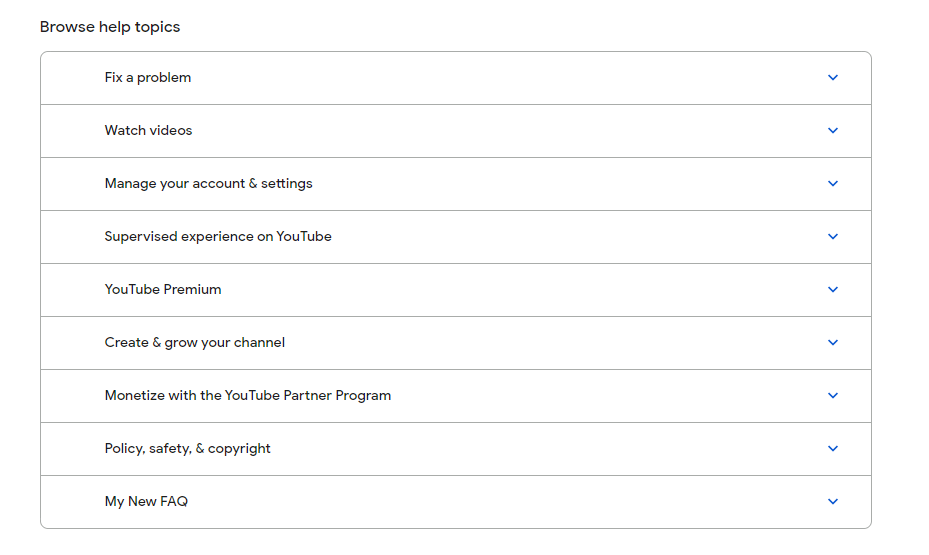 Browse help topics
Fix a problem
Watch videos
Manage your account & settings
Supervised experience on YouTube
YouTube Premium
Create & grow your channel
Monetize with the YouTube Partner Program
Policy, safety, & copyright
My New FAQ